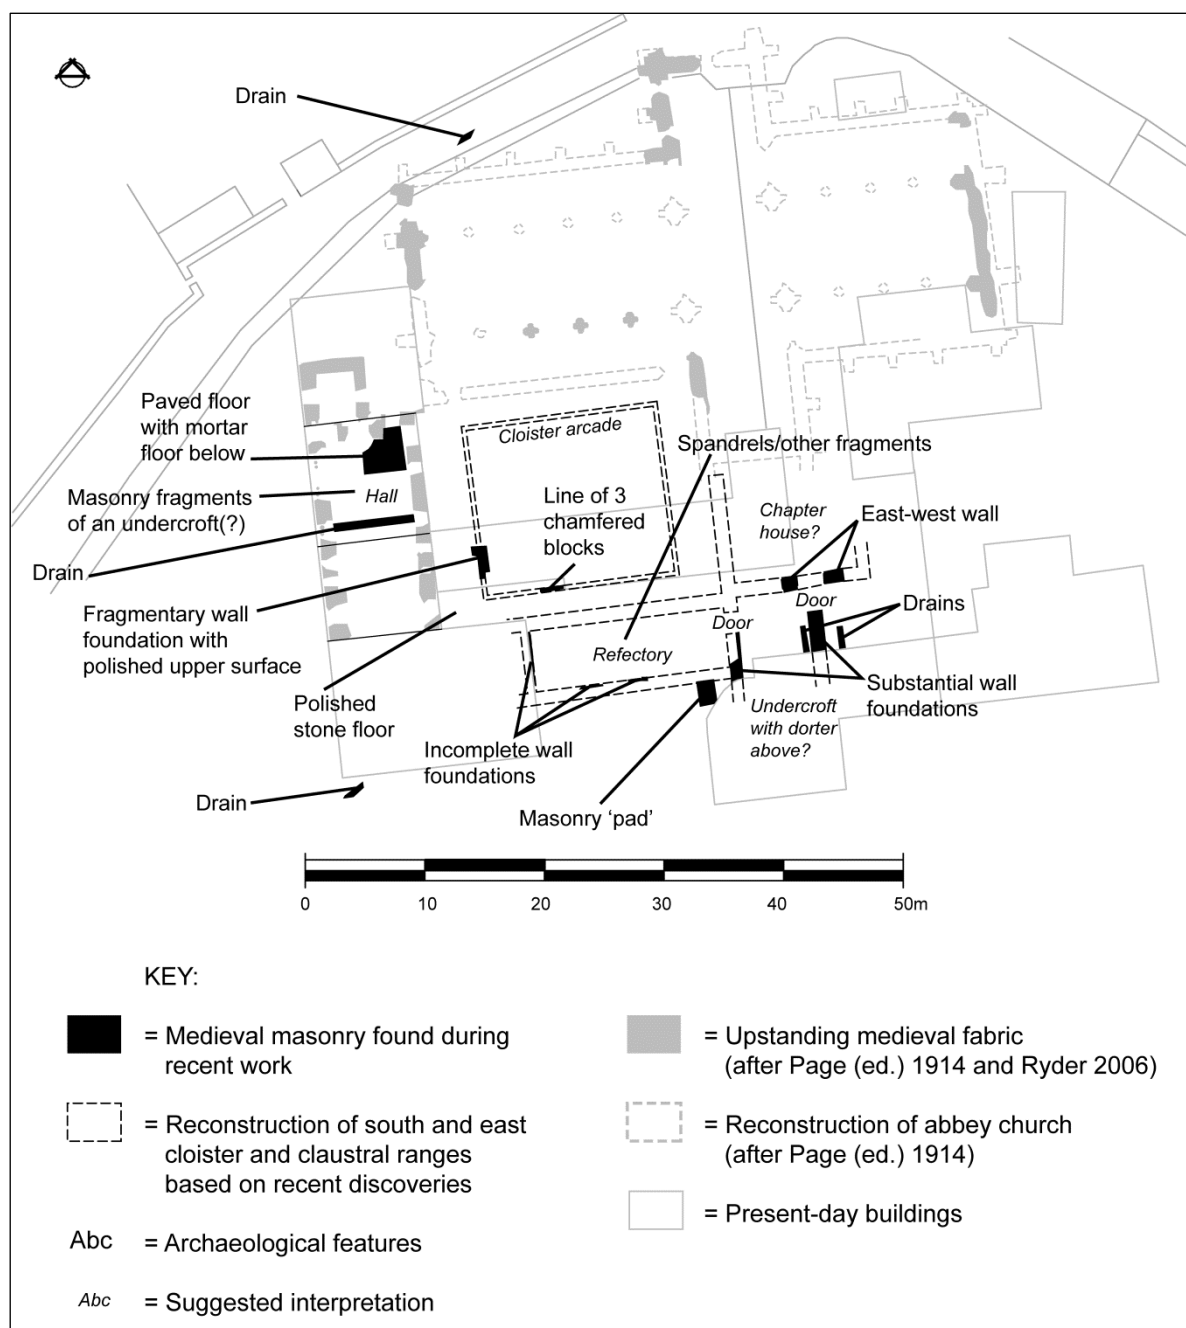 Drain
Paved floor
with mortar
floor below
Masonry fragments
of an undercroft(?)
Hall
Drain
Fragmentary wall
foundation with
polished upper surface
Polished
stone floor
Drain
Cloister arcade
Spandrels/other fragments
Line of 3
chamfered
blocks
Chapter
house?
East-west wall
Door
Door
Drains
Refectory
Substantial wall
foundations
Undercroft
with dorter
above?
Incomplete wall
foundations
Masonry ‘pad’
0 10 20 30 40 50m
KEY:
= Medieval masonry found during
recent work
= Reconstruction of south and east
cloister and claustral ranges
based on recent discoveries
Abc = Archaeological features
Abc = Suggested interpretation
= Upstanding medieval fabric
(after Page (ed.) 1914 and Ryder 2006)
= Reconstruction of abbey church
(after Page (ed.) 1914)
= Present-day buildings